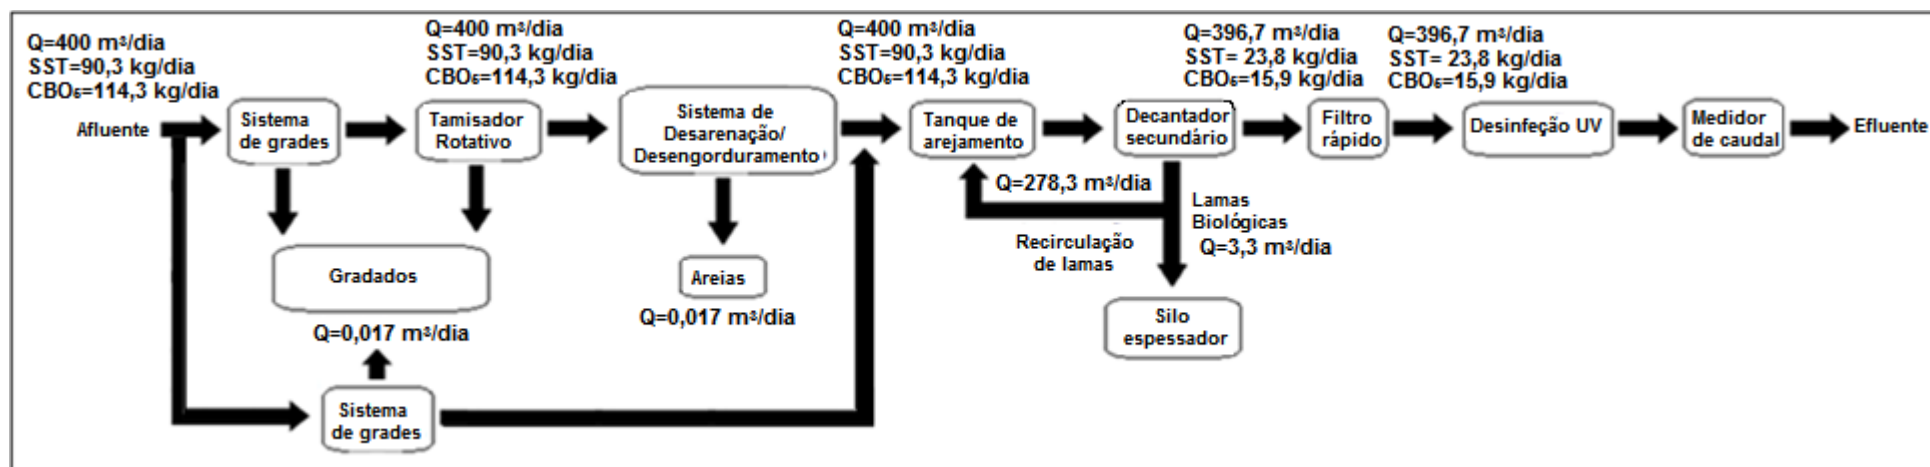 Q=400 m³/dia
SST=90,3 kg/dia
CBO₅=114,3 kg/dia
Q=400 m³/dia
SST=90,3 kg/dia
CBO₅=114,3 kg/dia
Q=400 m³/dia
SST=90,3 kg/dia
CBO₅=114,3 kg/dia
Q=396,7 m³/dia
SST= 23,8 kg/dia
CBO₅=15,9 kg/dia
Q=396,7 m³/dia
SST= 23,8 kg/dia
CBO₅=15,9 kg/dia
Afluente
Sistema
de grades
Tamisador
Rotativo
Sistema de
Desarenação/
Desengorduramento
Tanque de
arejamento
Decantador
secundário
Filtro
rápido
Desinfeção UV
Medidor
de caudal
Efluente
Q=278,3 m³/dia
Lamas
Biológicas
Q=3,3 m³/dia
Recirculação
de lamas
Gradados
Q=0,017 m³/dia
Areias
Q=0,017 m³/dia
Silo
espessador
Sistema
de grades